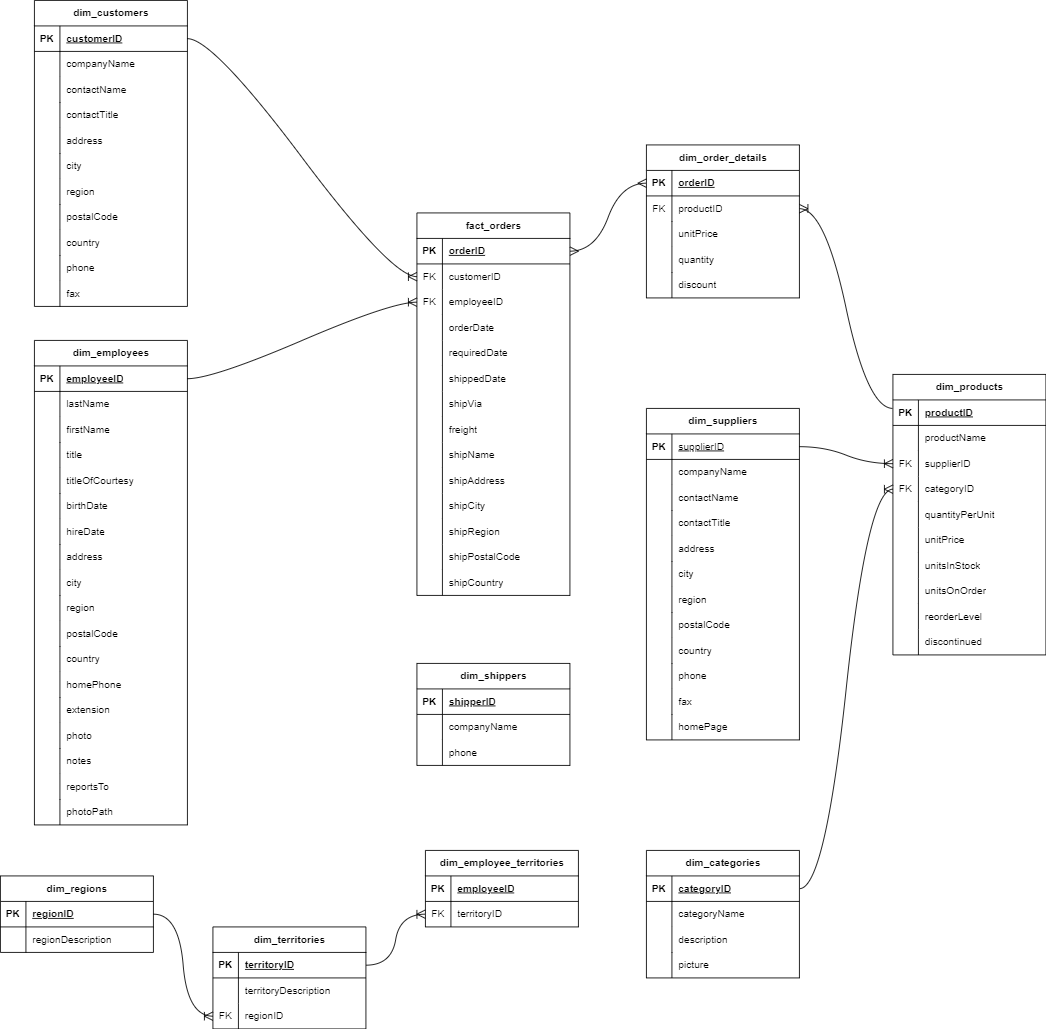 dim_customers
PK customerID
companyName
contactName
contactTitle
address
city
region
postalCode
country
phone
fax
dim_employees
PK employeeID
lastName
firstName
title
titleOfCourtesy
birthDate
hireDate
address
city
region
postalCode
country
homePhone
extension
photo
notes
reportsTo
photoPath
fact_orders
PK orderID
FK customerID
FK employeeID
orderDate
requiredDate
shippedDate
shipVia
freight
shipName
shipAddress
shipCity
shipRegion
shipPostalCode
shipCountry
dim_shippers
PK shipperID
companyName
phone
dim_order_details
PK orderID
FK productID
unitPrice
quantity
discount
dim_suppliers
PK supplierID
companyName
contactName
contactTitle
address
city
region
postalCode
country
phone
fax
homePage
dim_products
PK productID
productName
FK supplierID
FK categoryID
quantityPerUnit
unitPrice
unitsInStock
unitsOnOrder
reorderLevel
discontinued
dim_regions
PK regionID
regionDescription
dim_territories
PK territoryID
territoryDescription
FK regionID
dim_employee_territories
PK employeeID
FK territoryID
dim_categories
PK categoryID
categoryName
description
picture